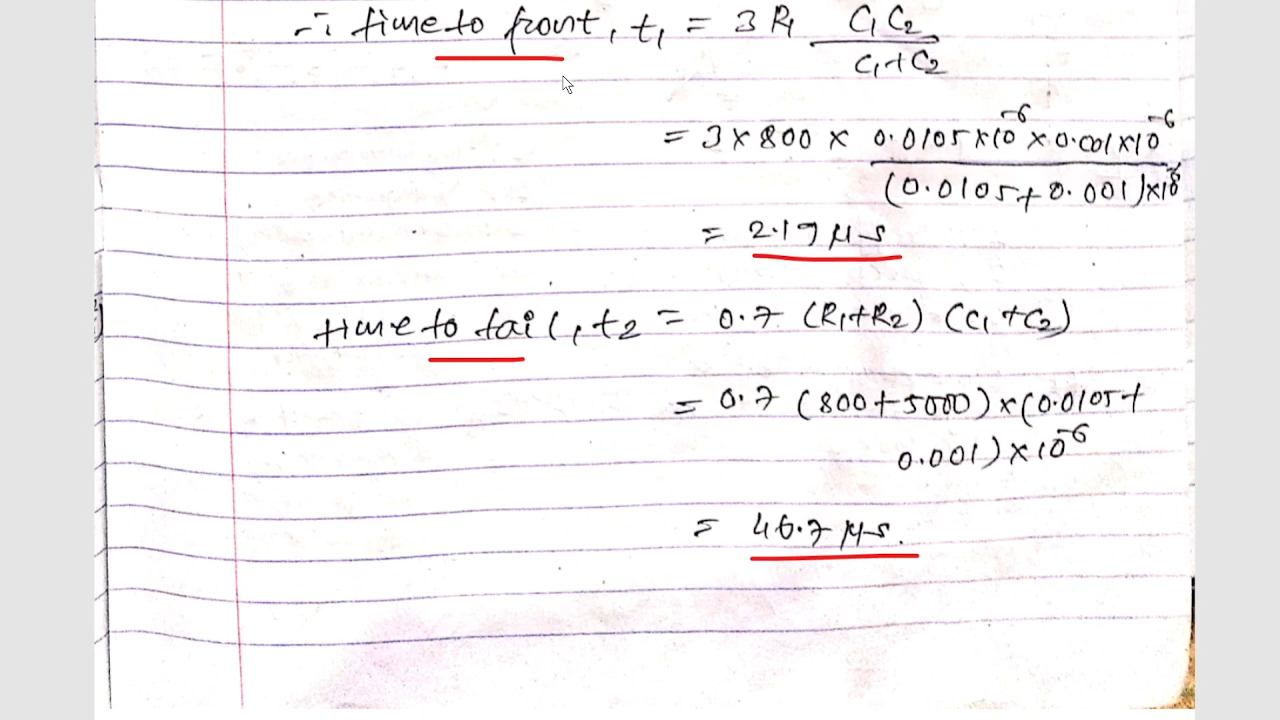 ∴ time to front, t₁ = 3 R₁ C₁ C₂ / C₁+C₂
= 3 × 800 × 0.0105×10⁻⁶ × 0.001×10⁻⁶ / (0.0105+0.001)×10⁻⁶
= 2.19 μs
time to tail, t₂ = 0.7 (R₁+R₂) (C₁+C₂)
= 0.7 (800+5000)×(0.0105+
0.001)×10⁻⁶
= 46.7 μs.